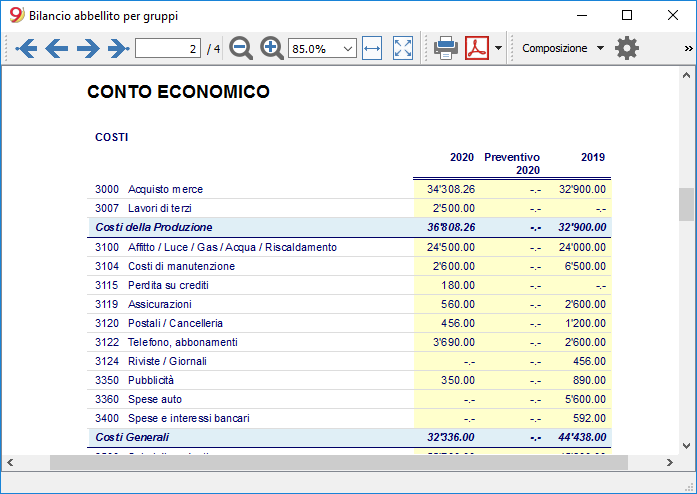 Bilancio abbellito per gruppi
2 / 4 85.0% Composizione »
CONTO ECONOMICO
COSTI
2020 Preventivo 2020 2019
3000 Acquisto merce 34'308.26 -.- 32'900.00
3007 Lavori di terzi 2'500.00 -.- -.-
Costi della Produzione 36'808.26 -.- 32'900.00
3100 Affitto / Luce / Gas / Acqua / Riscaldamento 24'500.00 -.- 24'000.00
3104 Costi di manutenzione 2'600.00 -.- 6'500.00
3115 Perdita su crediti 180.00 -.- -.-
3119 Assicurazioni 560.00 -.- 2'600.00
3120 Postali / Cancelleria 456.00 -.- 1'200.00
3122 Telefono, abbonamenti 3'690.00 -.- 2'600.00
3124 Riviste / Giornali -.- -.- 456.00
3350 Pubblicità 350.00 -.- 890.00
3360 Spese auto -.- -.- 5'600.00
3400 Spese e interessi bancari -.- -.- 592.00
Costi Generali 32'336.00 -.- 44'438.00